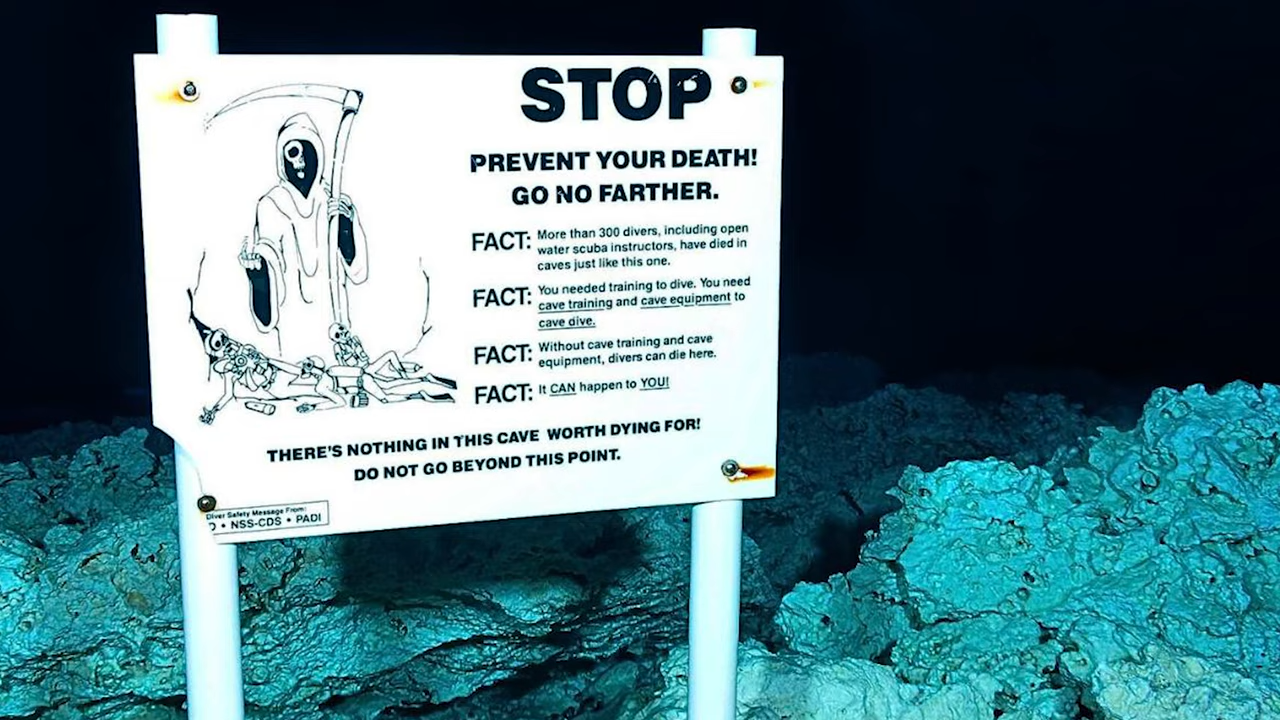 STOP
PREVENT YOUR DEATH!
GO NO FARTHER.
FACT: More than 300 divers, including open
water scuba instructors, have died in
caves just like this one.
FACT: You needed training to dive. You need
cave training and cave equipment to
cave dive.
FACT: Without cave training and cave
equipment, divers can die here.
FACT: It CAN happen to YOU!
THERE'S NOTHING IN THIS CAVE WORTH DYING FOR!
DO NOT GO BEYOND THIS POINT.
Diver Safety Message From:
• NSS-CDS • PADI